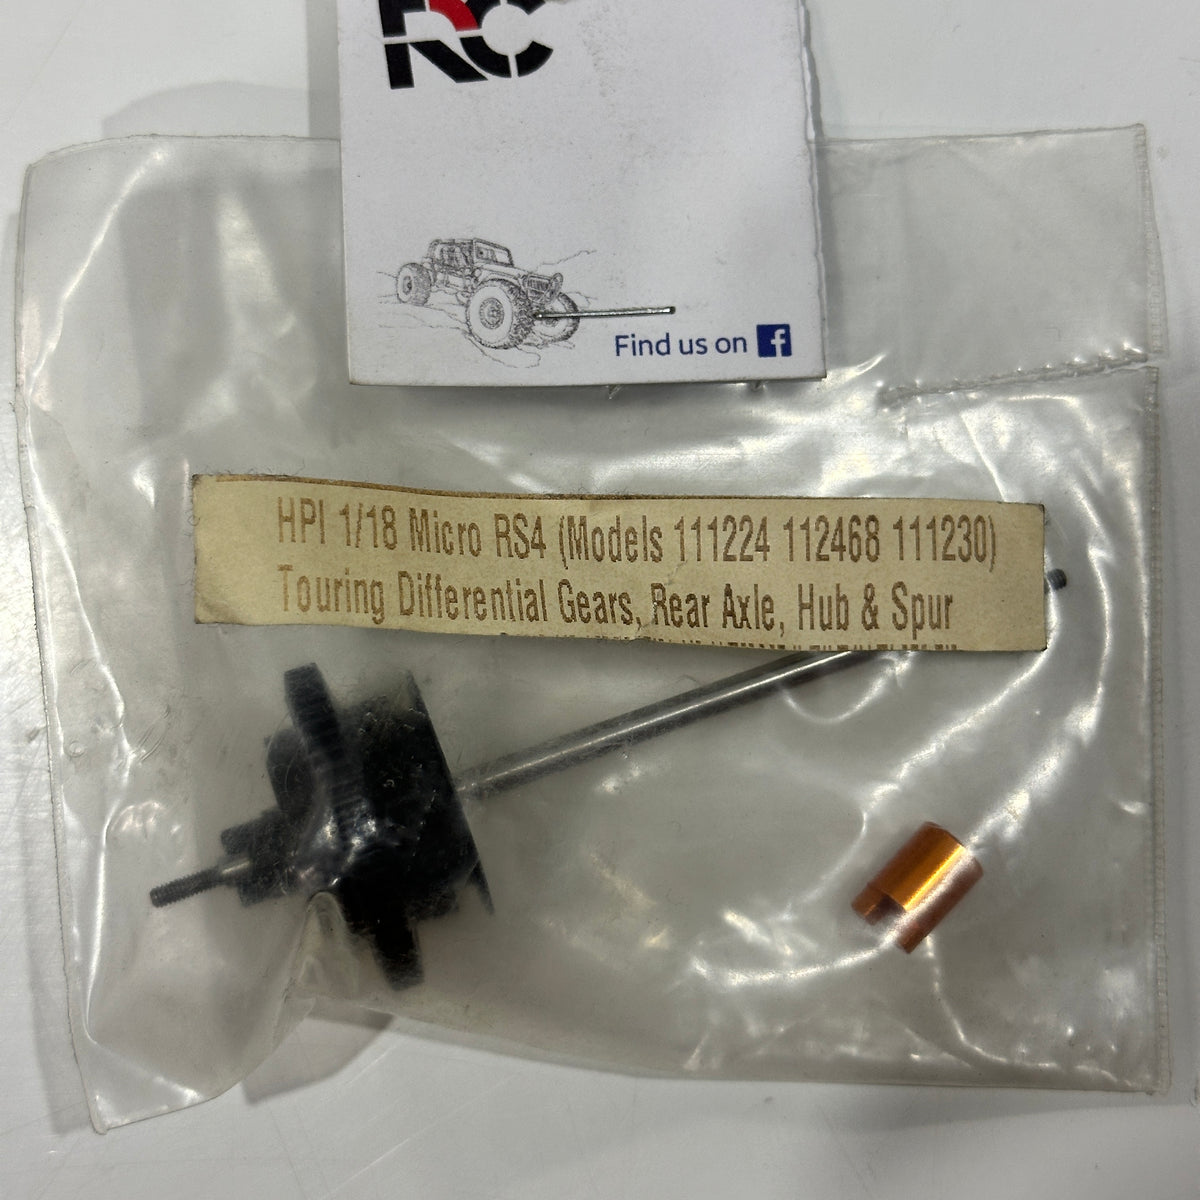 RC
Find us on f
HPI 1/18 Micro RS4 (Models 111224 112468 111230)
Touring Differential Gears, Rear Axle, Hub & Spur